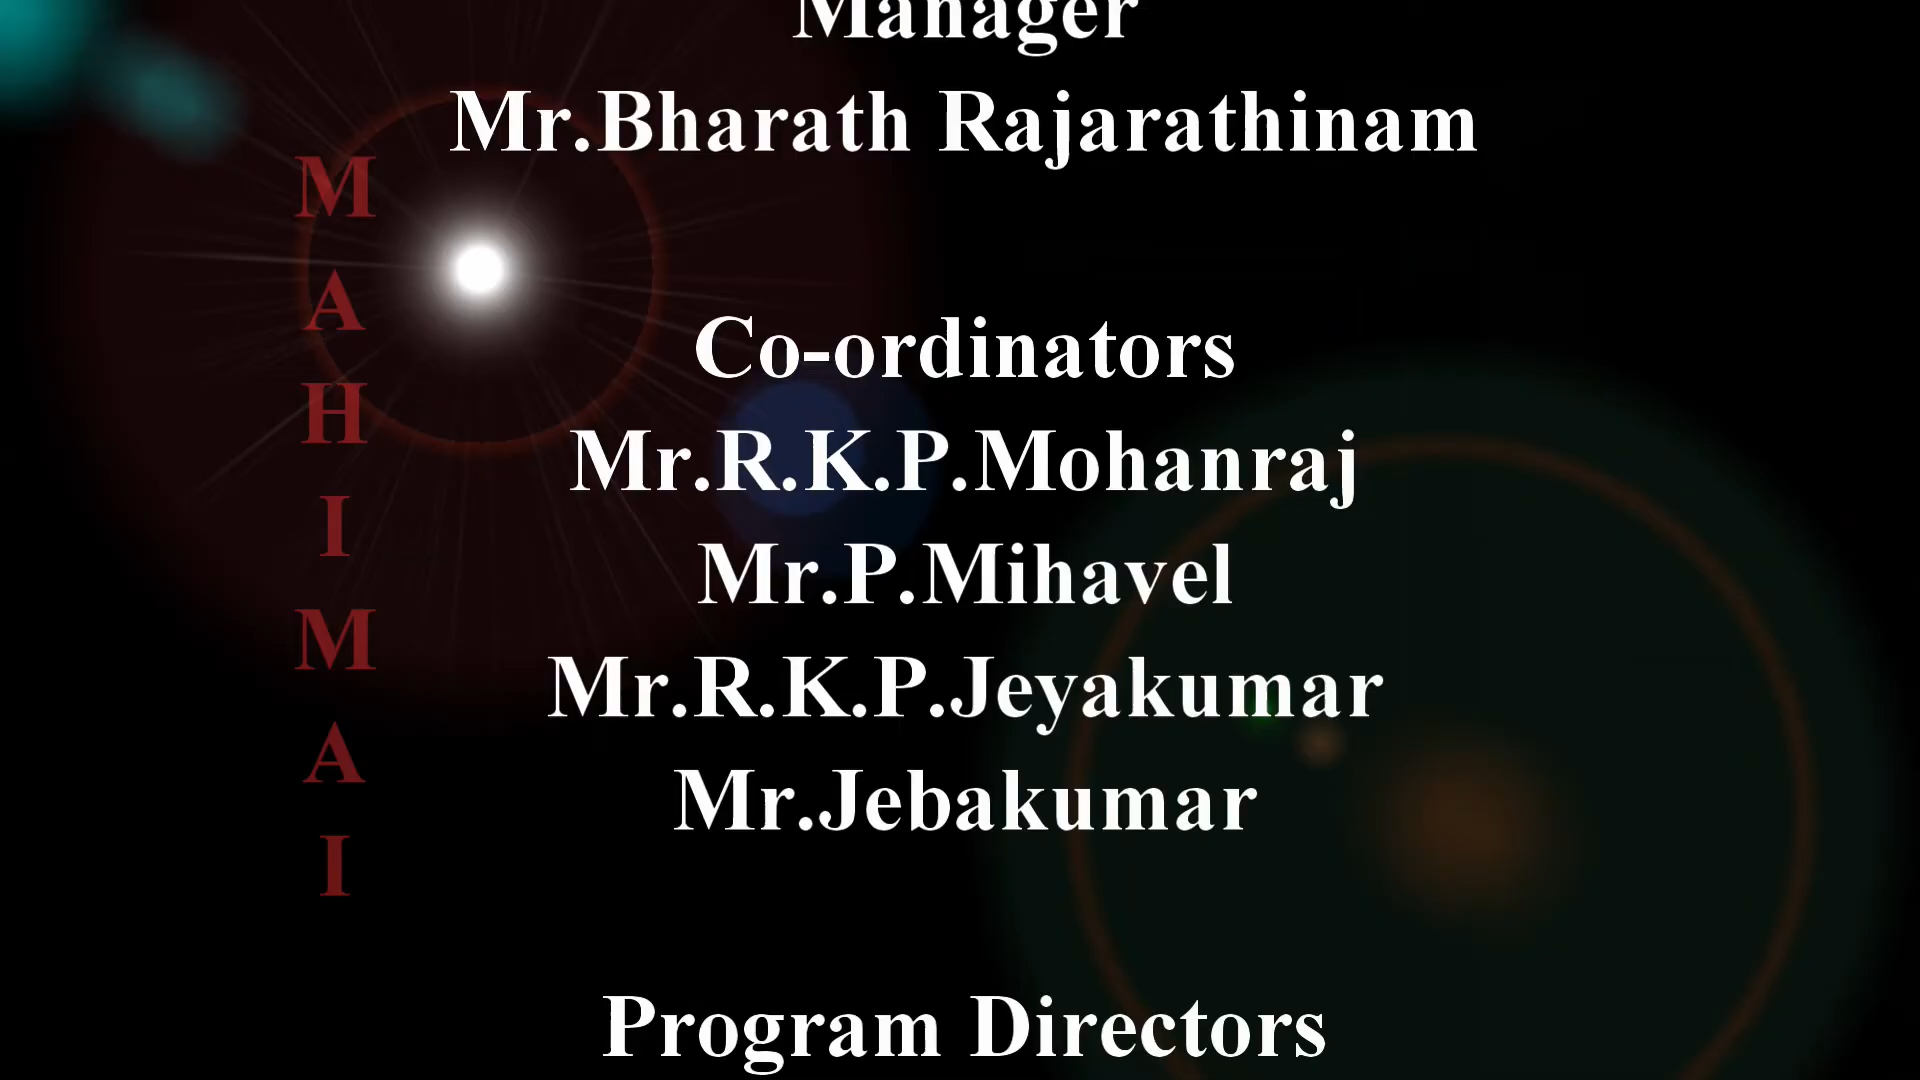 Manager
Mr.Bharath Rajarathinam
Co-ordinators
Mr.R.K.P.Mohanraj
Mr.P.Mihavel
Mr.R.K.P.Jeyakumar
Mr.Jebakumar
Program Directors
M
A
H
I
M
A
I